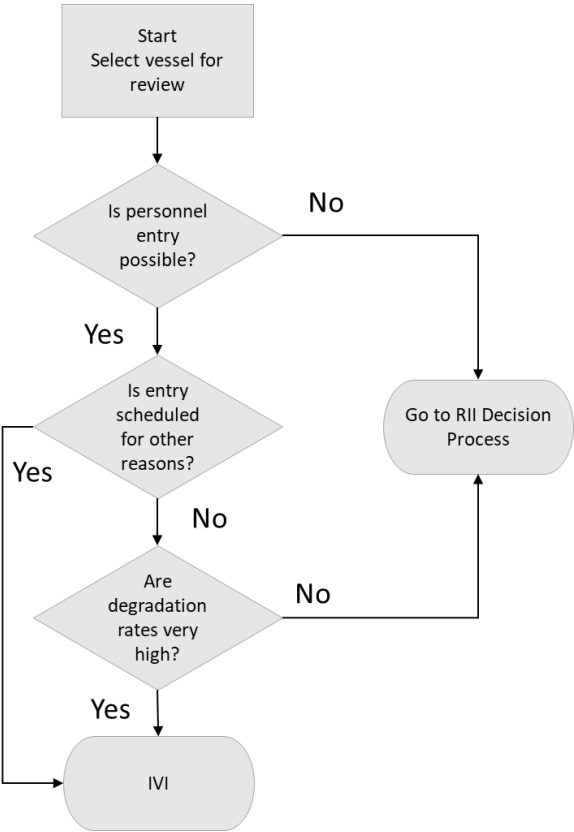 Start
Select vessel for
review
No
Is personnel
entry
possible?
Yes
Is entry
scheduled
for other
reasons?
Go to RII Decision
Process
Yes
No
Are
degradation
rates very
high?
No
Yes
IVI